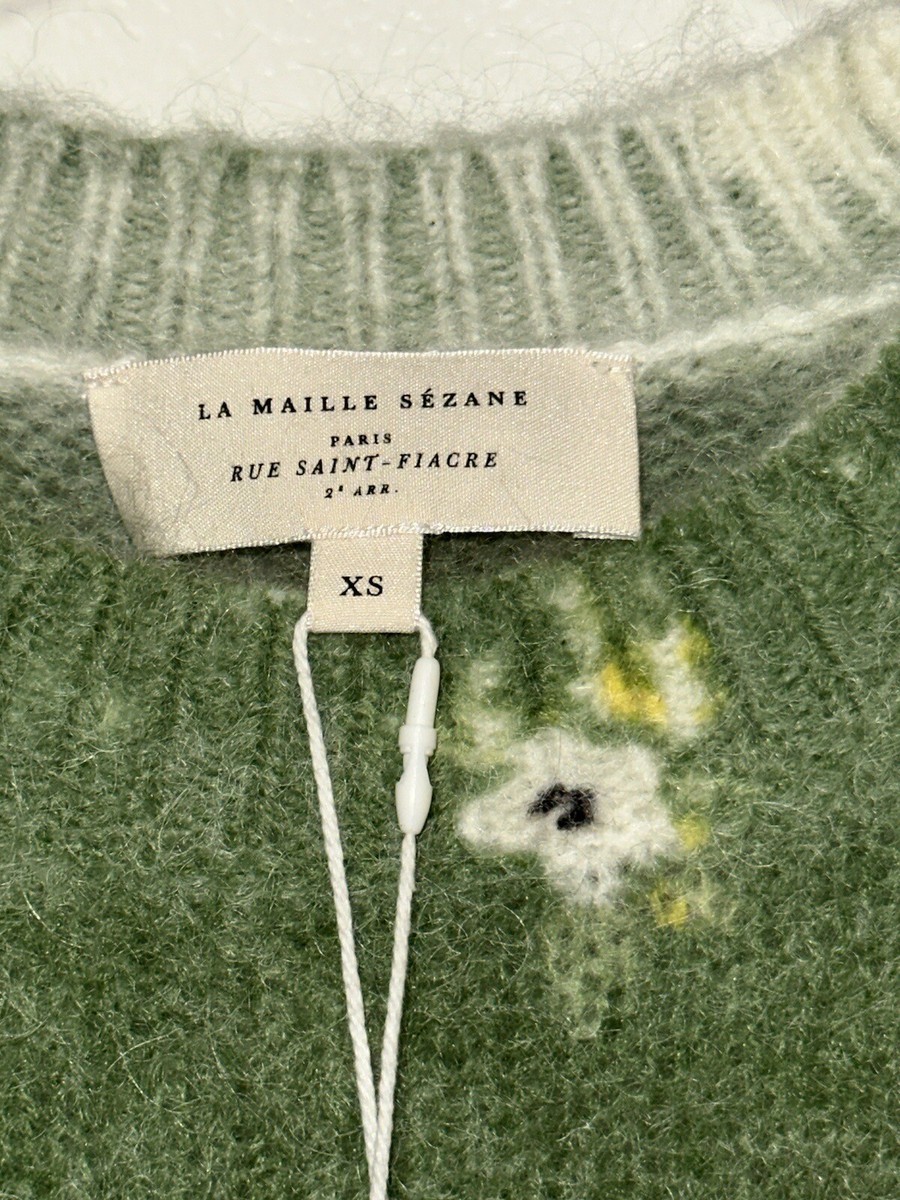 LA MAILLE SÉZANE
PARIS
RUE SAINT-FIACRE
2ᵉ ARR.
XS